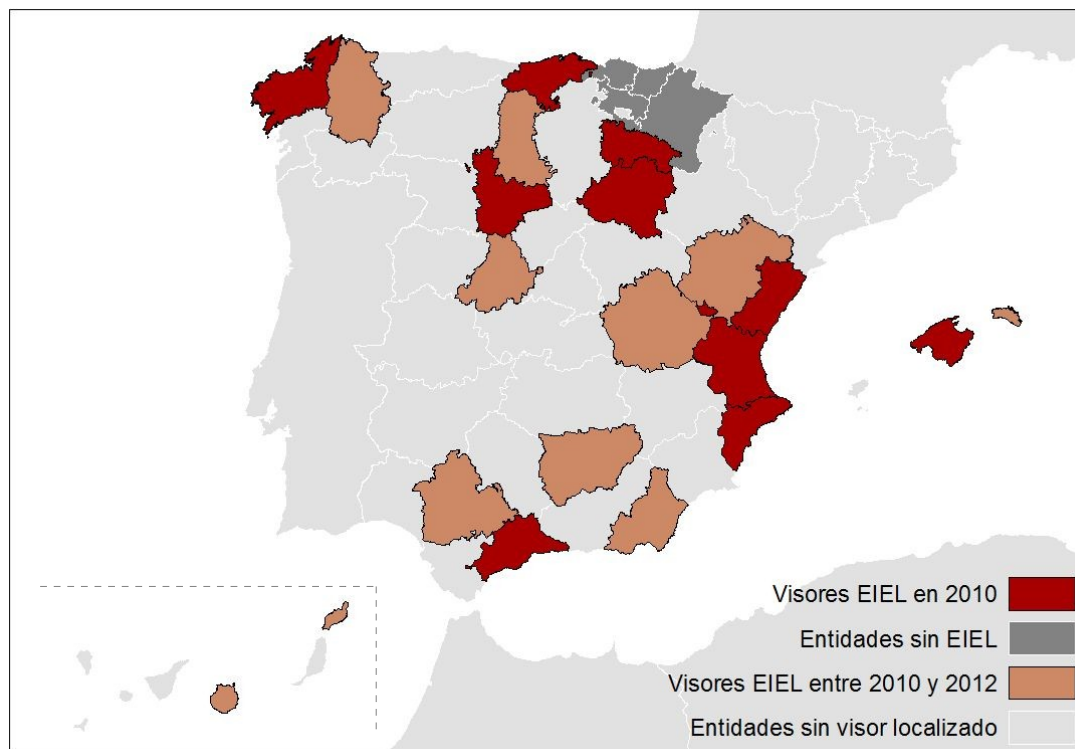 Visores EIEL en 2010
Entidades sin EIEL
Visores EIEL entre 2010 y 2012
Entidades sin visor localizado